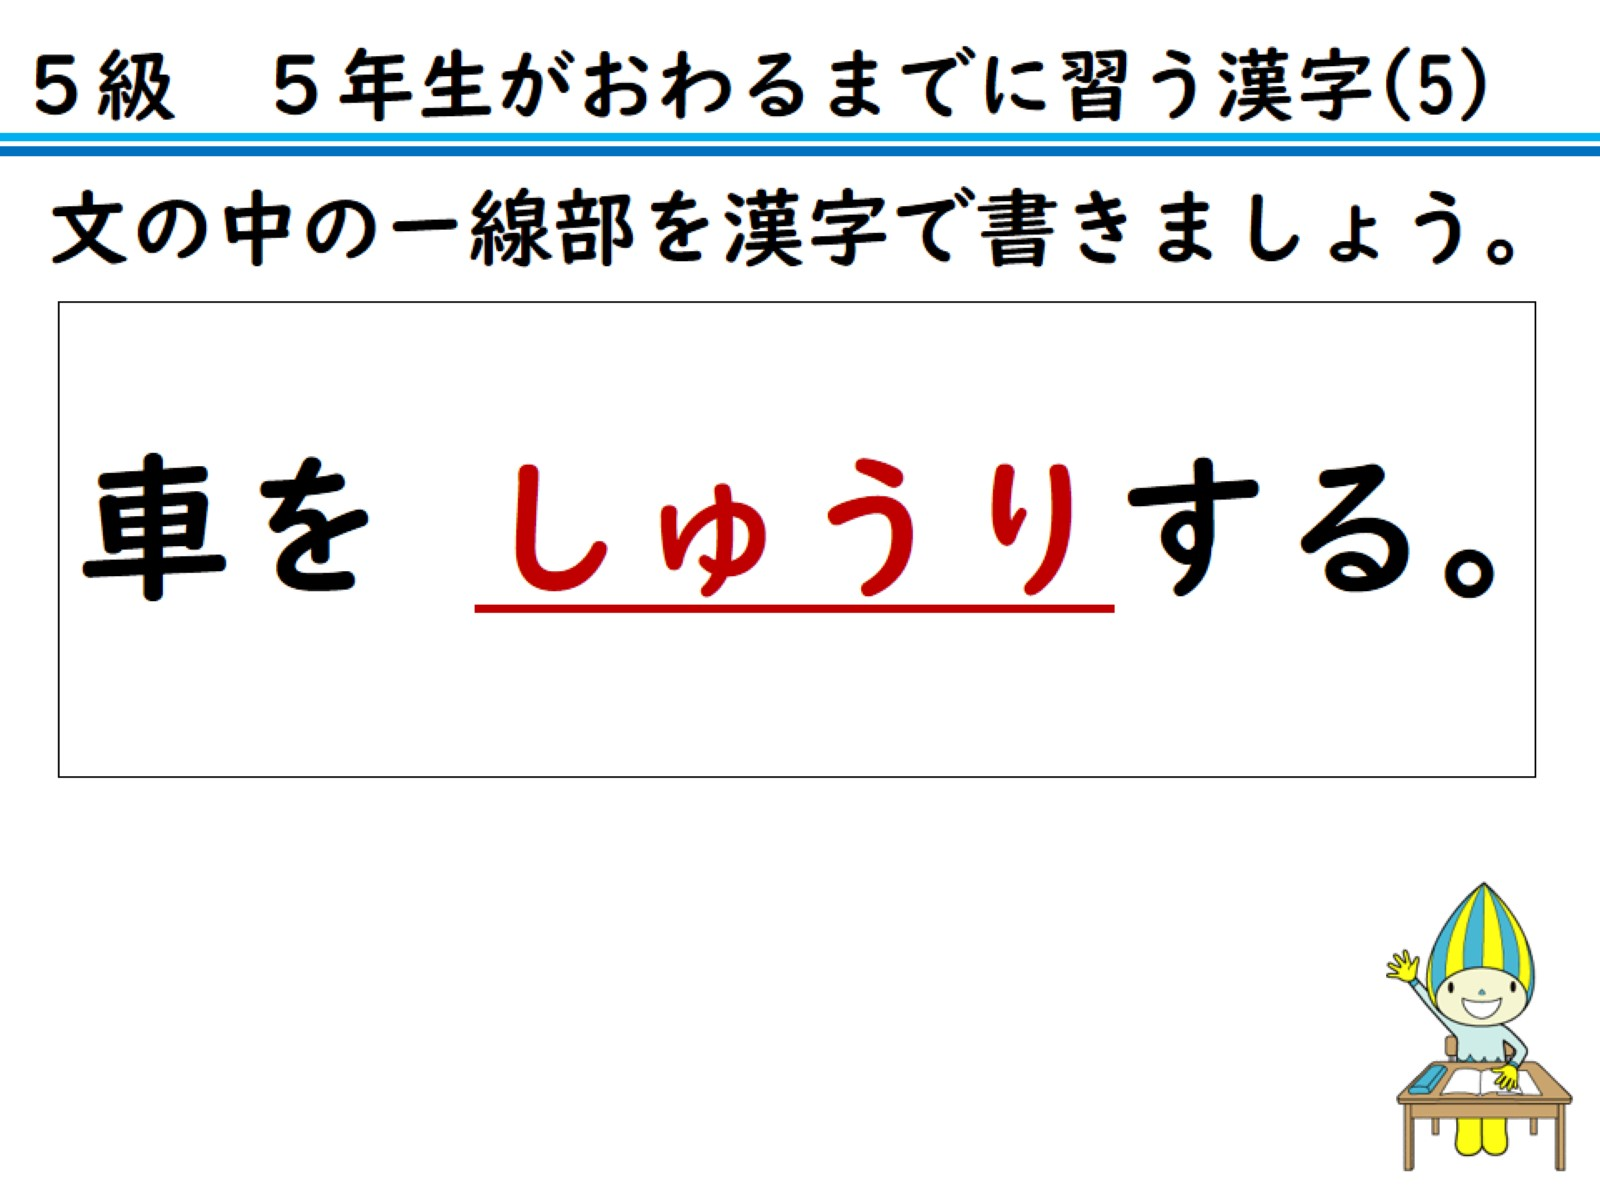 ５級　５年生がおわるまでに習う漢字(5)
文の中の―線部を漢字で書きましょう。
車を しゅうりする。